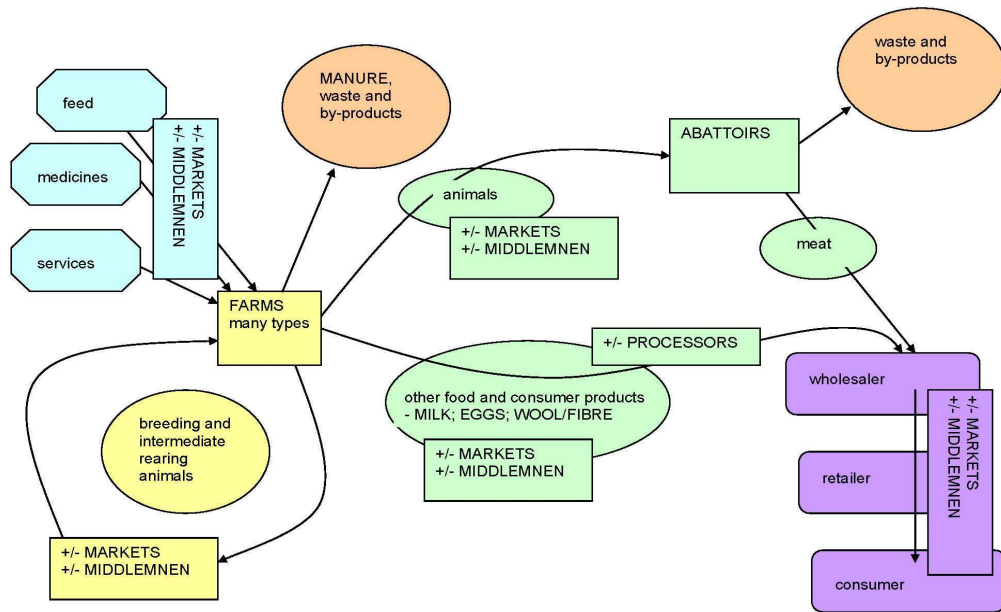 feed
medicines
services
+/- MARKETS
+/- MIDDLEMNEN
MANURE,
waste and
by-products
waste and
by-products
ABATTOIRS
animals
+/- MARKETS
+/- MIDDLEMNEN
meat
FARMS
many types
+/- PROCESSORS
other food and consumer products
- MILK; EGGS; WOOL/FIBRE
+/- MARKETS
+/- MIDDLEMNEN
breeding and
intermediate
rearing
animals
+/- MARKETS
+/- MIDDLEMNEN
wholesaler
retailer
consumer
+/- MARKETS
+/- MIDDLEMNEN